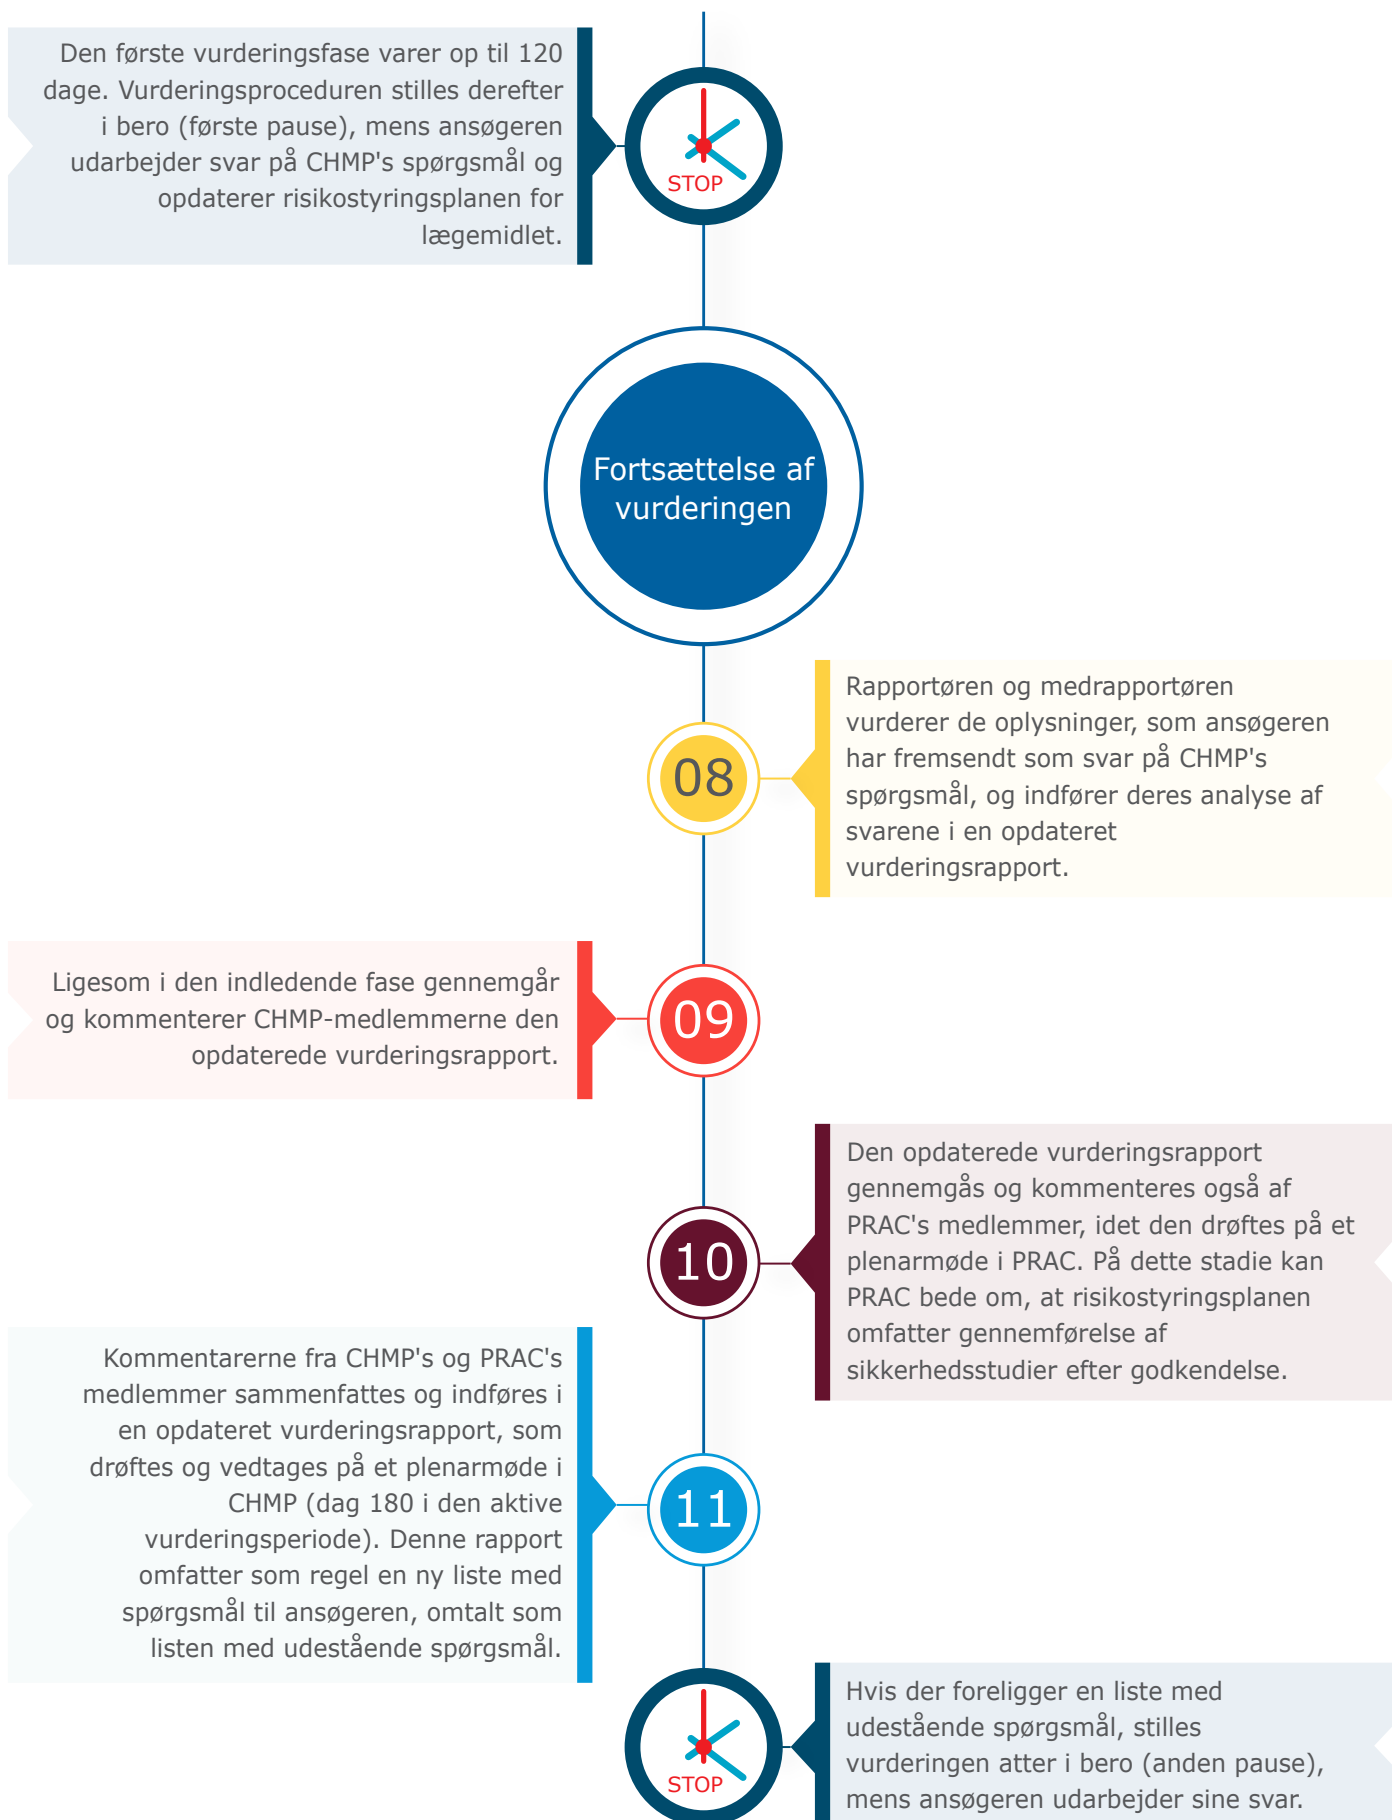 Den første vurderingsfase varer op til 120
dage. Vurderingsproceduren stilles derefter
i bero (første pause), mens ansøgeren
udarbejder svar på CHMP's spørgsmål og
opdaterer risikostyringsplanen for
lægemidlet.
STOP
Fortsættelse af
vurderingen
08
Rapportøren og medrapportøren
vurderer de oplysninger, som ansøgeren
har fremsendt som svar på CHMP's
spørgsmål, og indfører deres analyse af
svarene i en opdateret
vurderingsrapport.
Ligesom i den indledende fase gennemgår
og kommenterer CHMP-medlemmerne den
opdaterede vurderingsrapport.
09
10
Den opdaterede vurderingsrapport
gennemgås og kommenteres også af
PRAC's medlemmer, idet den drøftes på et
plenarmøde i PRAC. På dette stadie kan
PRAC bede om, at risikostyringsplanen
omfatter gennemførelse af
sikkerhedsstudier efter godkendelse.
Kommentarerne fra CHMP's og PRAC's
medlemmer sammenfattes og indføres i
en opdateret vurderingsrapport, som
drøftes og vedtages på et plenarmøde i
CHMP (dag 180 i den aktive
vurderingsperiode). Denne rapport
omfatter som regel en ny liste med
spørgsmål til ansøgeren, omtalt som
listen med udestående spørgsmål.
11
STOP
Hvis der foreligger en liste med
udestående spørgsmål, stilles
vurderingen atter i bero (anden pause),
mens ansøgeren udarbejder sine svar.